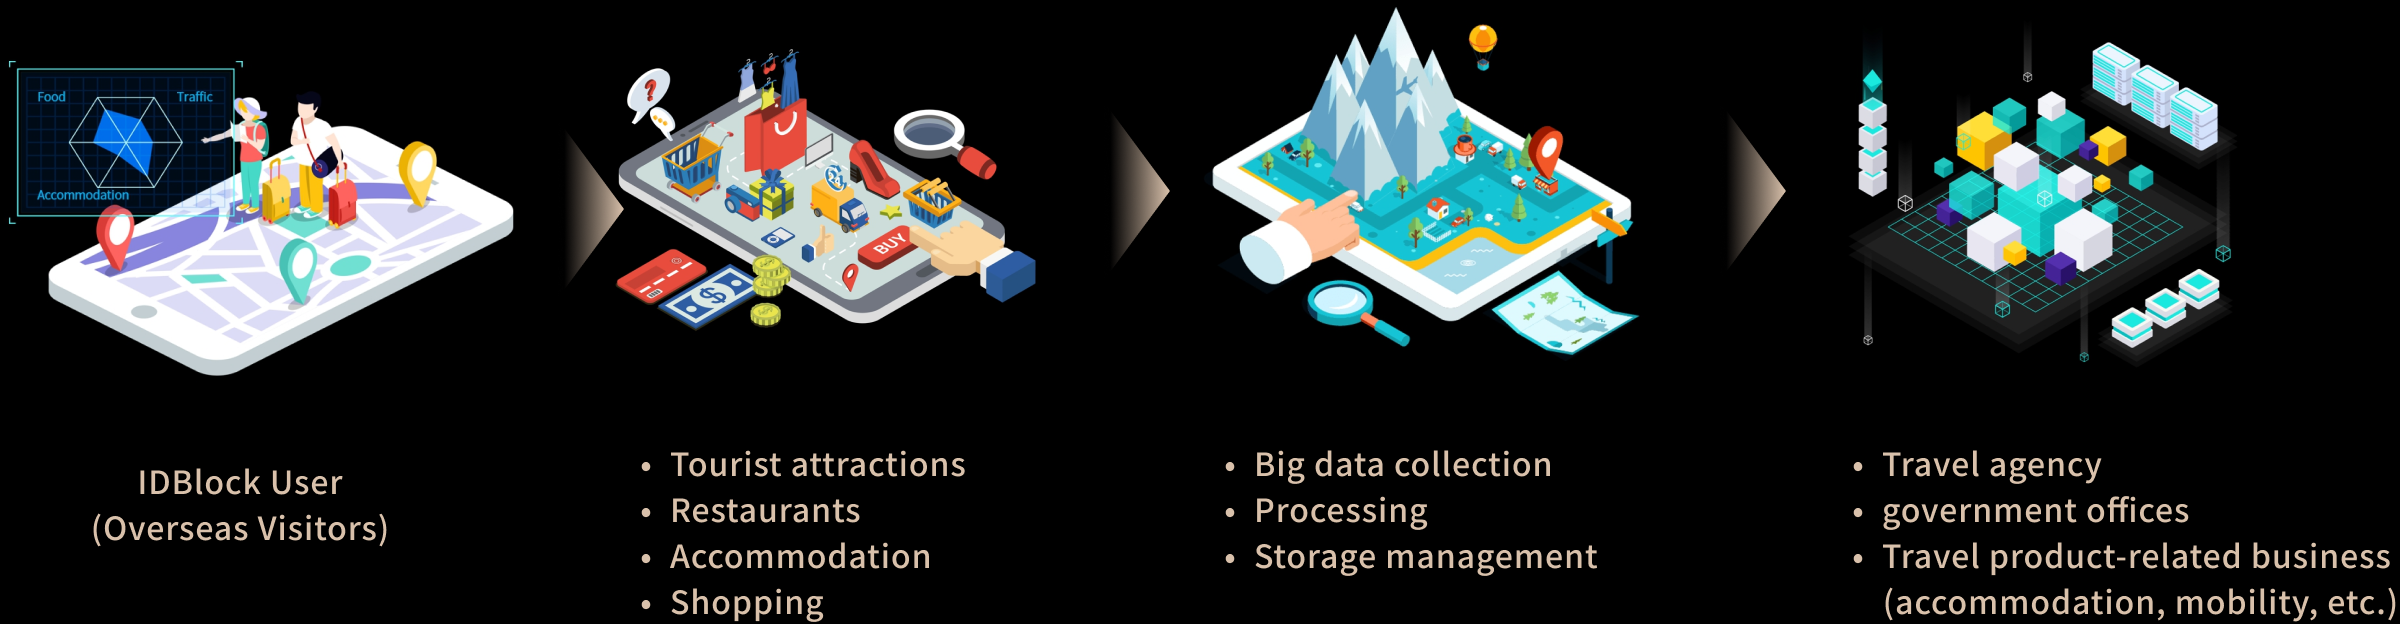 Food
Traffic
Accommodation
BUY
IDBlock User
(Overseas Visitors)
• Tourist attractions
• Restaurants
• Accommodation
• Shopping
• Big data collection
• Processing
• Storage management
• Travel agency
• government offices
• Travel product-related business
(accommodation, mobility, etc.)